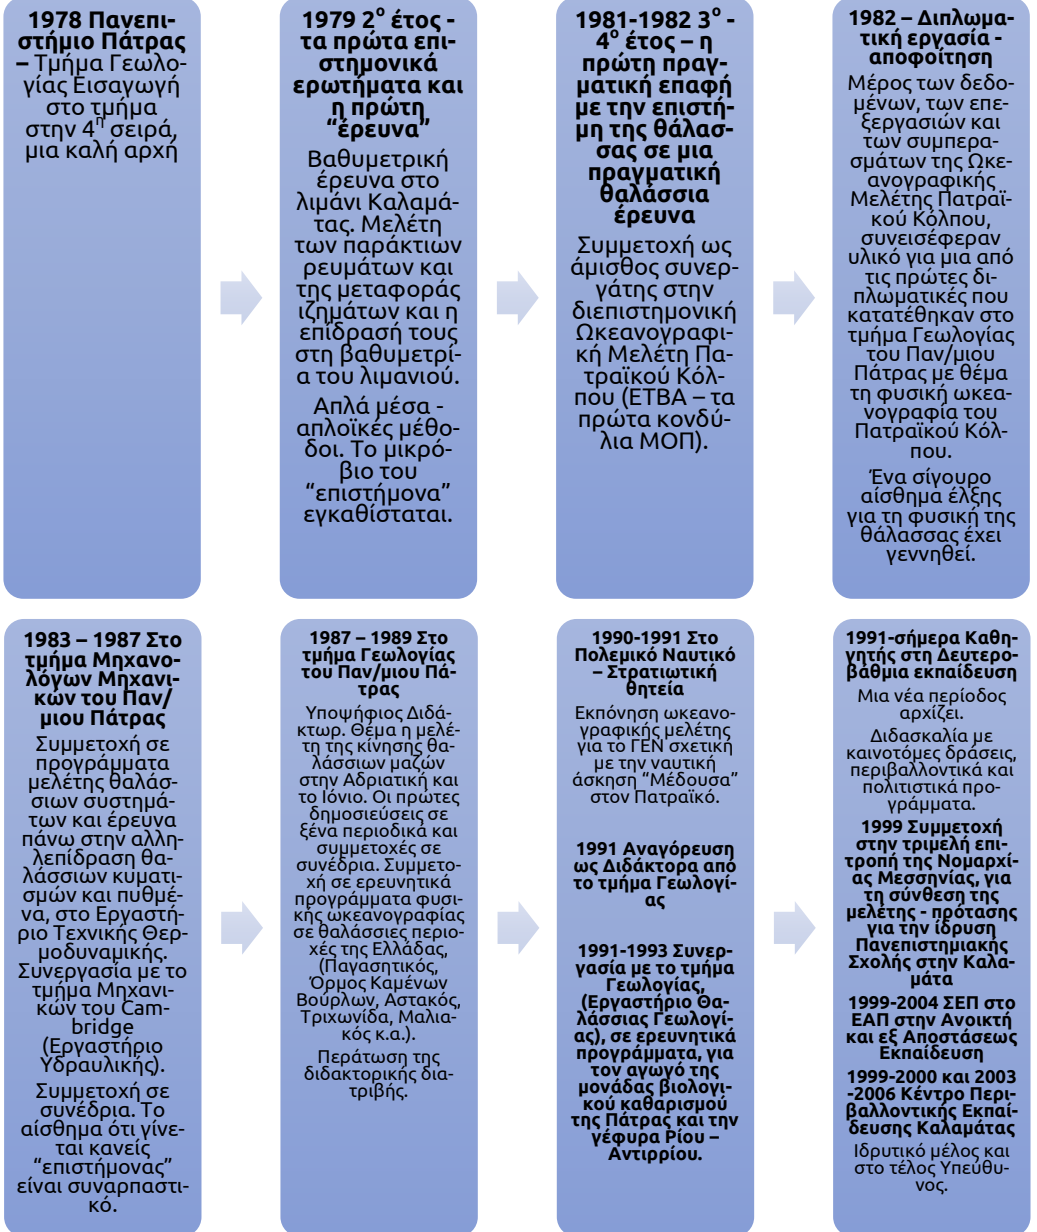 1978 Πανεπι-
στήμιο Πάτρας
– Τμήμα Γεωλο-
γίας Εισαγωγή
στο τμήμα
στην 4η σειρά,
μια καλή αρχή
1979 2ο έτος -
τα πρώτα επι-
στημονικά
ερωτήματα και
η πρώτη
“έρευνα”
Βαθυμετρική
έρευνα στο
λιμάνι Καλαμά-
τας. Μελέτη
των παράκτιων
ρευμάτων και
της μεταφοράς
ιζημάτων και η
επίδρασή τους
στη βαθυμετρί-
α του λιμανιού.
Απλά μέσα -
απλοϊκές μέθο-
δοι. Το μικρό-
βιο του
“επιστήμονα”
εγκαθίσταται.
1981-1982 3ο -
4ο έτος – η
πρώτη πραγ-
ματική επαφή
με την επιστή-
μη της θάλασ-
σας σε μια
πραγματική
θαλάσσια
έρευνα
Συμμετοχή ως
άμισθος συνερ-
γάτης στην
διεπιστημονική
Ωκεανογραφι-
κή Μελέτη Πα-
τραϊκού Κόλ-
που (ΕΤΒΑ – τα
πρώτα κονδύ-
λια ΜΟΠ).
1982 – Διπλωμα-
τική εργασία -
αποφοίτηση
Μέρος των δεδο-
μένων, των επε-
ξεργασιών και
των συμπερα-
σμάτων της Ωκε-
ανογραφικής
Μελέτης Πατραϊ-
κού Κόλπου,
συνεισέφεραν
υλικό για μια από
τις πρώτες δι-
πλωματικές που
κατατέθηκαν στο
τμήμα Γεωλογίας
του Παν/μιου
Πάτρας με θέμα
τη φυσική ωκεα-
νογραφία του
Πατραϊκού Κόλ-
που.
Ένα σίγουρο
αίσθημα έλξης
για τη φυσική της
θάλασσας έχει
γεννηθεί.
1983 – 1987 Στο
τμήμα Μηχανο-
λόγων Μηχανι-
κών του Παν/
μιου Πάτρας
Συμμετοχή σε
προγράμματα
μελέτης θαλάσ-
σιων συστημά-
των και έρευνα
πάνω στην αλλη-
λεπίδραση θα-
λάσσιων κυματι-
σμών και πυθμέ-
να, στο Εργαστή-
ριο Τεχνικής Θερ-
μοδυναμικής.
Συνεργασία με το
τμήμα Μηχανι-
κών του Cam-
bridge
(Εργαστήριο
Υδραυλικής).
Συμμετοχή σε
συνέδρια. Το
αίσθημα ότι γίνε-
ται κανείς
“επιστήμονας”
είναι συναρπαστι-
κό.
1987 – 1989 Στο
τμήμα Γεωλογίας
του Παν/μιου Πά-
τρας
Υποψήφιος Διδά-
κτωρ. Θέμα η μελέ-
τη της κίνησης θα-
λάσσιων μαζών
στην Αδριατική και
το Ιόνιο. Οι πρώτες
δημοσιεύσεις σε
ξένα περιοδικά και
συμμετοχές σε
συνέδρια. Συμμετο-
χή σε ερευνητικά
προγράμματα φυσι-
κής ωκεανογραφίας
σε θαλάσσιες περιο-
χές της Ελλάδας,
(Παγασητικός,
Όρμος Καμένων
Βούρλων, Αστακός,
Τριχωνίδα, Μαλια-
κός κ.α.).
Περάτωση της
διδακτορικής δια-
τριβής.
1990-1991 Στο
Πολεμικό Ναυτικό
– Στρατιωτική
θητεία
Εκπόνηση ωκεανο-
γραφικής μελέτης
για το ΓΕΝ σχετική
με την ναυτική
άσκηση “Μέδουσα”
στον Πατραϊκό.
1991 Αναγόρευση
ως Διδάκτορα από
το τμήμα Γεωλογί-
ας
1991-1993 Συνερ-
γασία με το τμήμα
Γεωλογίας,
(Εργαστήριο Θα-
λάσσιας Γεωλογί-
ας), σε ερευνητικά
προγράμματα, για
τον αγωγό της
μονάδας βιολογι-
κού καθαρισμού
της Πάτρας και την
γέφυρα Ρίου –
Αντιρρίου.
1991-σήμερα Καθη-
γητής στη Δευτερο-
βάθμια εκπαίδευση
Μια νέα περίοδος
αρχίζει.
Διδασκαλία με
καινοτόμες δράσεις,
περιβαλλοντικά και
πολιτιστικά προ-
γράμματα.
1999 Συμμετοχή
στην τριμελή επι-
τροπή της Νομαρχί-
ας Μεσσηνίας, για
τη σύνθεση της
μελέτης - πρότασης
για την ίδρυση
Πανεπιστημιακής
Σχολής στην Καλα-
μάτα
1999-2004 ΣΕΠ στο
ΕΑΠ στην Ανοικτή
και εξ Αποστάσεως
Εκπαίδευση
1999-2000 και 2003
-2006 Κέντρο Περι-
βαλλοντικής Εκπαί-
δευσης Καλαμάτας
Ιδρυτικό μέλος και
στο τέλος Υπεύθυ-
νος.